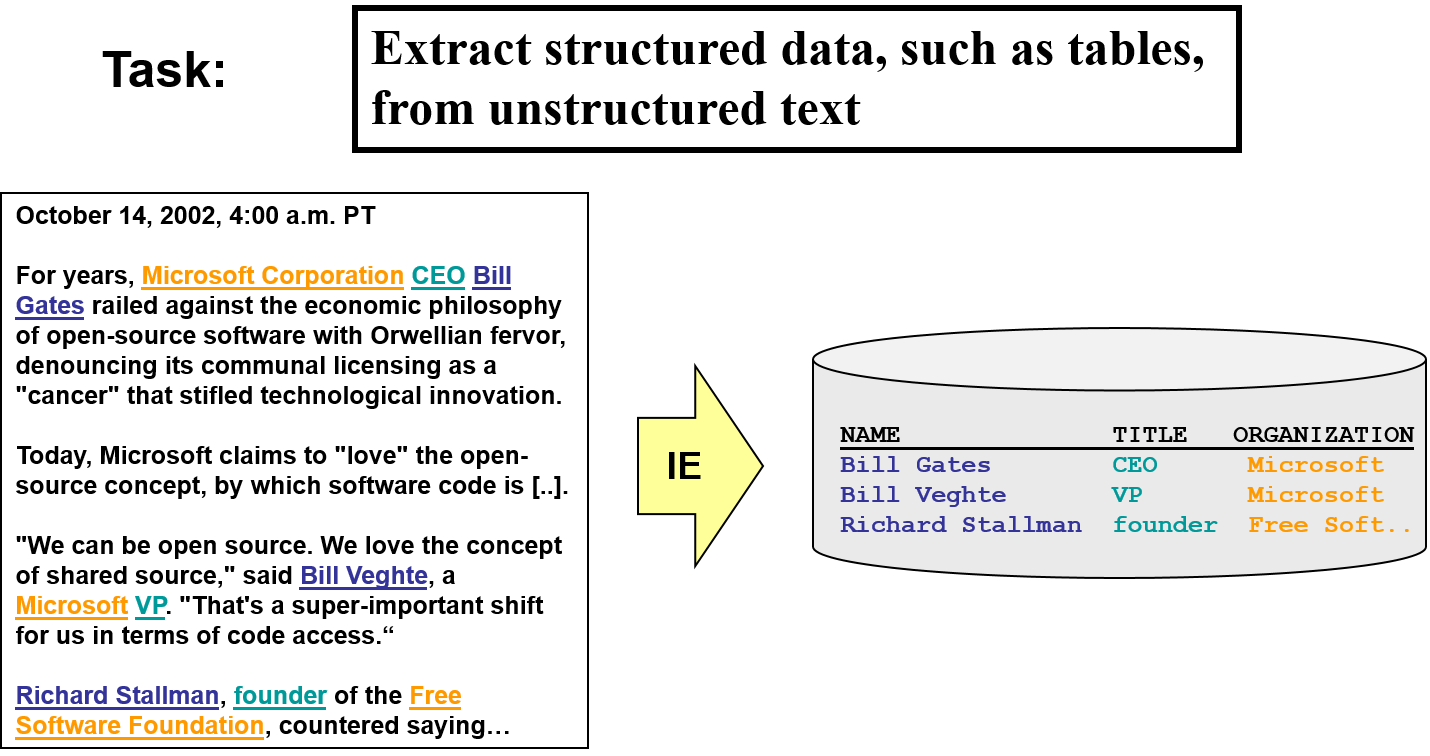 Task:
Extract structured data, such as tables,
from unstructured text
October 14, 2002, 4:00 a.m. PT
For years, Microsoft Corporation CEO Bill
Gates railed against the economic philosophy
of open-source software with Orwellian fervor,
denouncing its communal licensing as a
"cancer" that stifled technological innovation.
Today, Microsoft claims to "love" the open-
source concept, by which software code is [..].
"We can be open source. We love the concept
of shared source," said Bill Veghte, a
Microsoft VP. "That's a super-important shift
for us in terms of code access.“
Richard Stallman, founder of the Free
Software Foundation, countered saying…
IE
NAME TITLE ORGANIZATION
Bill Gates CEO Microsoft
Bill Veghte VP Microsoft
Richard Stallman founder Free Soft..